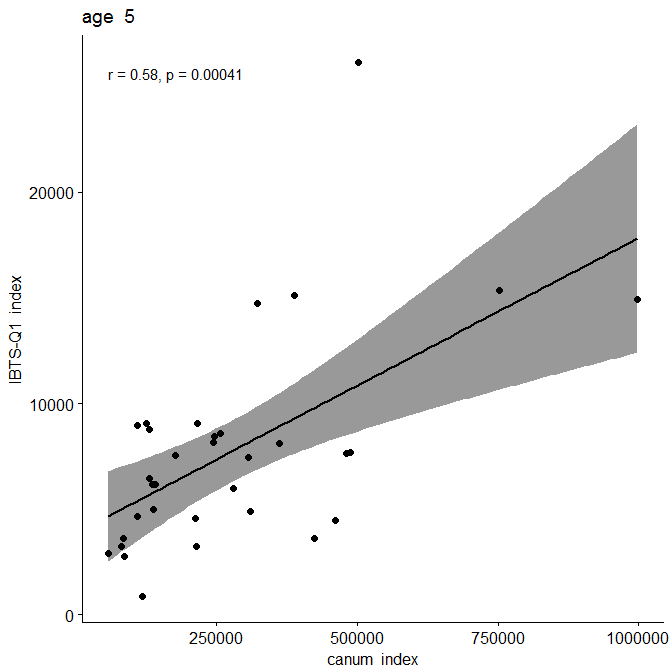 age 5
r = 0.58, p = 0.00041
IBTS-Q1 index
20000
10000
0
250000
500000
750000
1000000
canum index